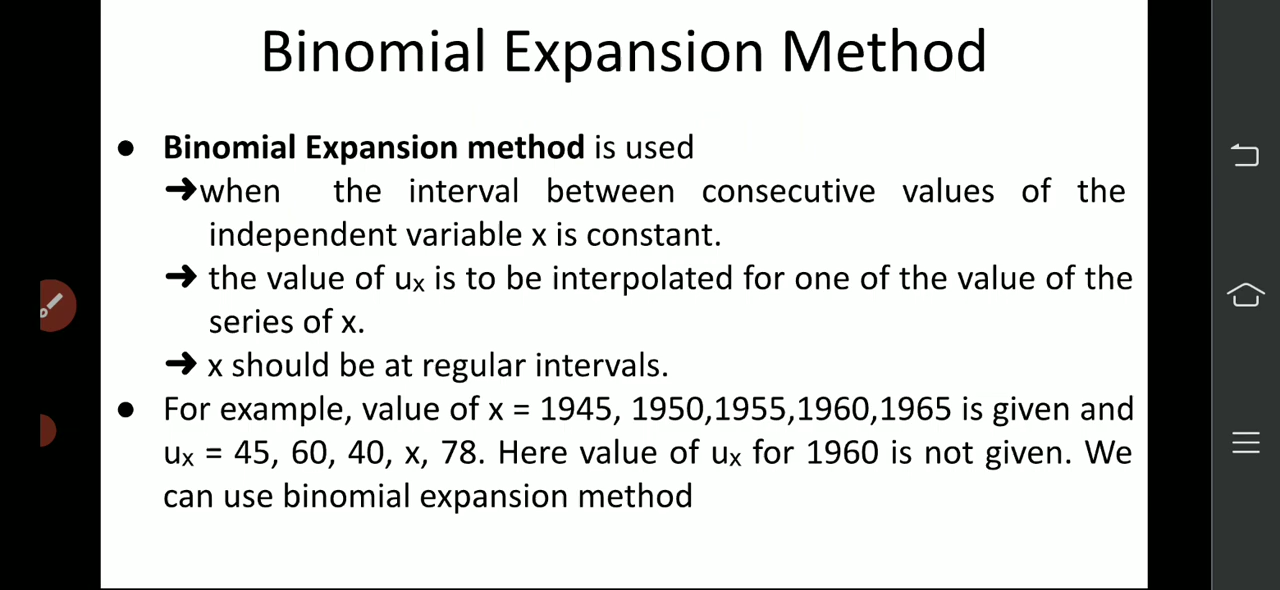 Binomial Expansion Method
● Binomial Expansion method is used
➔when the interval between consecutive values of the
independent variable x is constant.
➔ the value of uₓ is to be interpolated for one of the value of the
series of x.
➔ x should be at regular intervals.
● For example, value of x = 1945, 1950,1955,1960,1965 is given and
uₓ = 45, 60, 40, x, 78. Here value of uₓ for 1960 is not given. We
can use binomial expansion method